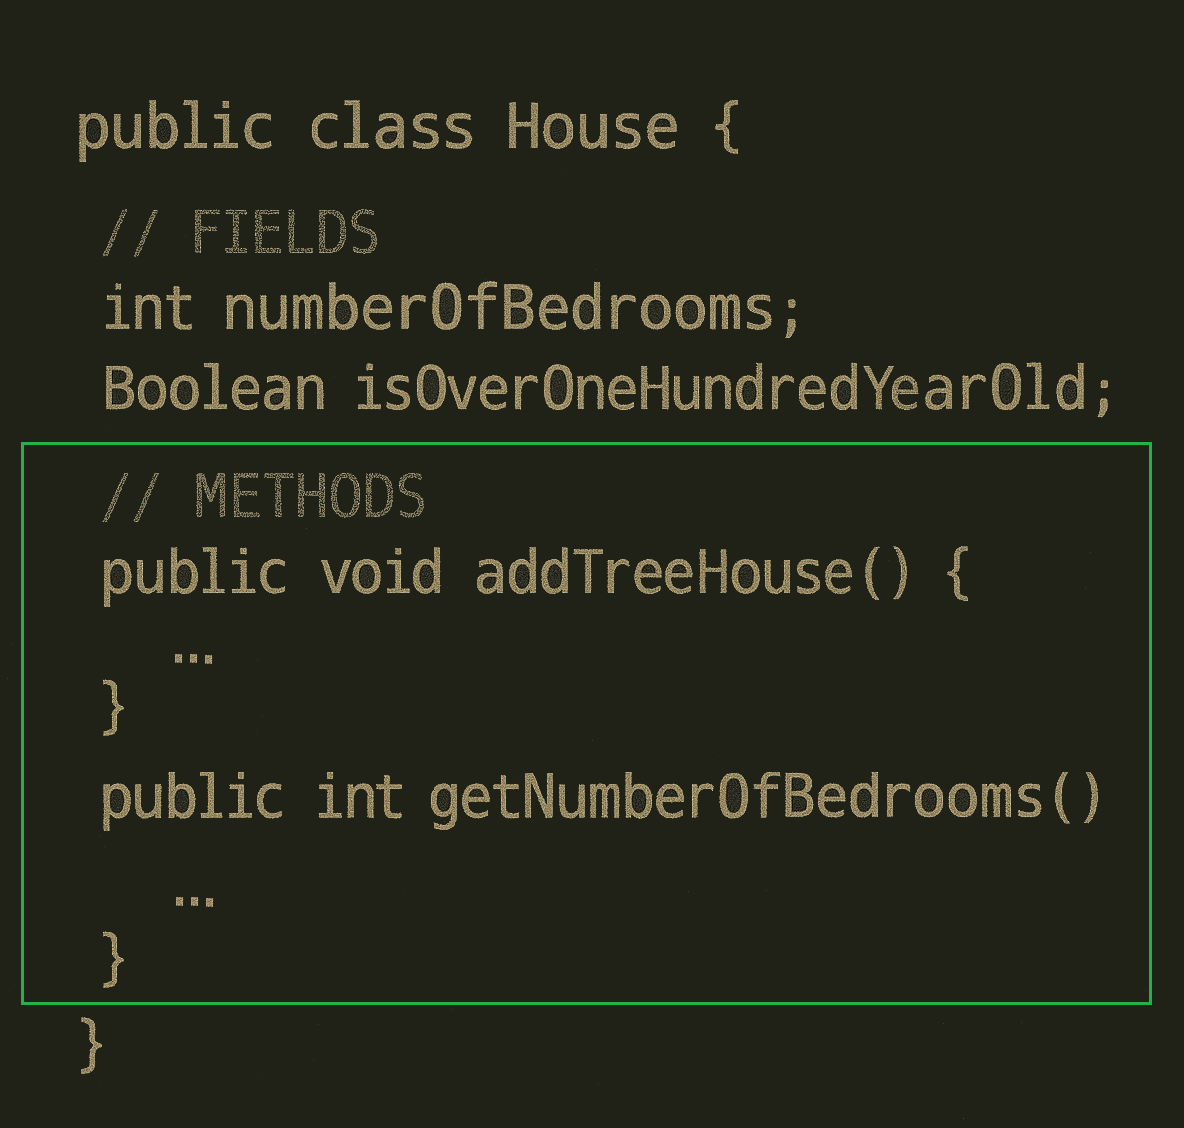 public class House {
// FIELDS
int numberOfBedrooms;
Boolean isOverOneHundredYearOld;
// METHODS
public void addTreeHouse() {
...
}
public int getNumberOfBedrooms()
...
}
}